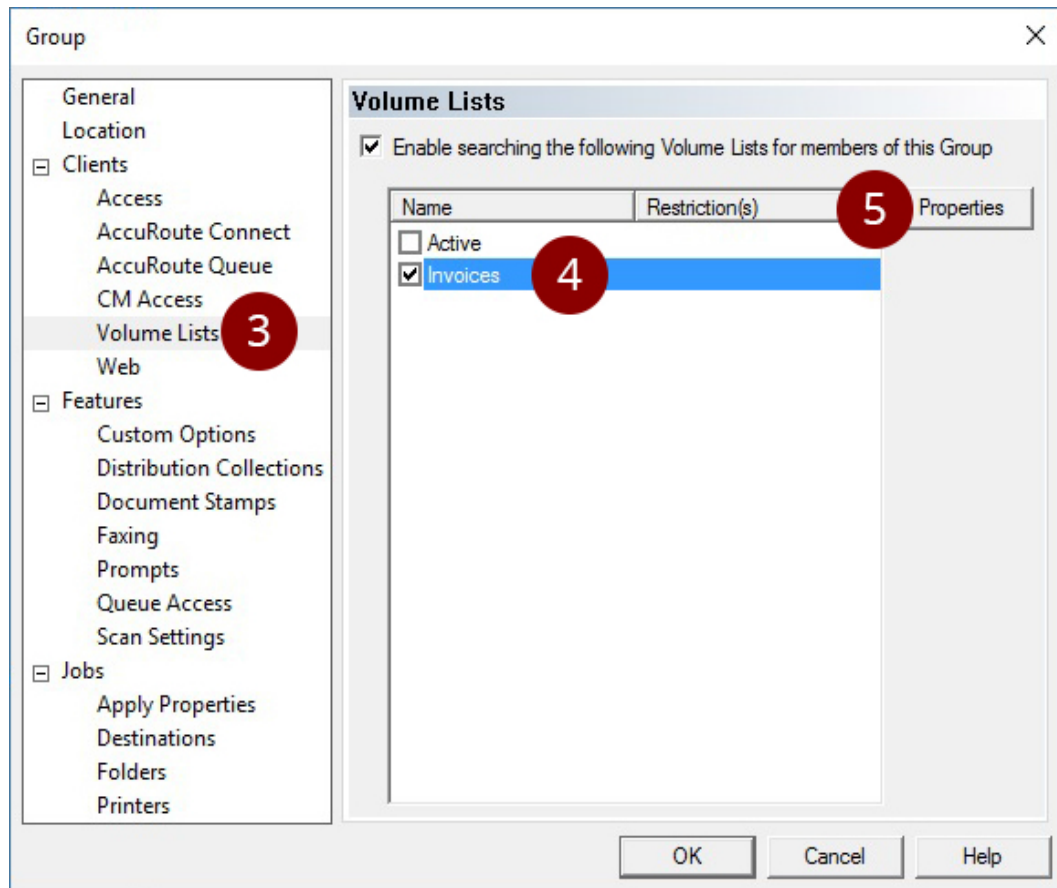 Group
General
Location
Clients
Access
AccuRoute Connect
AccuRoute Queue
CM Access
Volume Lists
3
Web
Features
Custom Options
Distribution Collections
Document Stamps
Faxing
Prompts
Queue Access
Scan Settings
Jobs
Apply Properties
Destinations
Folders
Printers
Volume Lists
Enable searching the following Volume Lists for members of this Group
Name Restriction(s) 5 Properties
Active
Invoices 4
OK Cancel Help